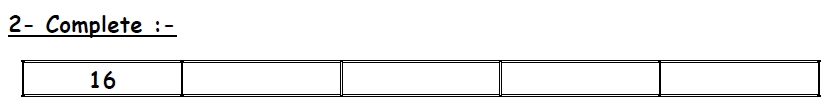 2- Complete :-
16